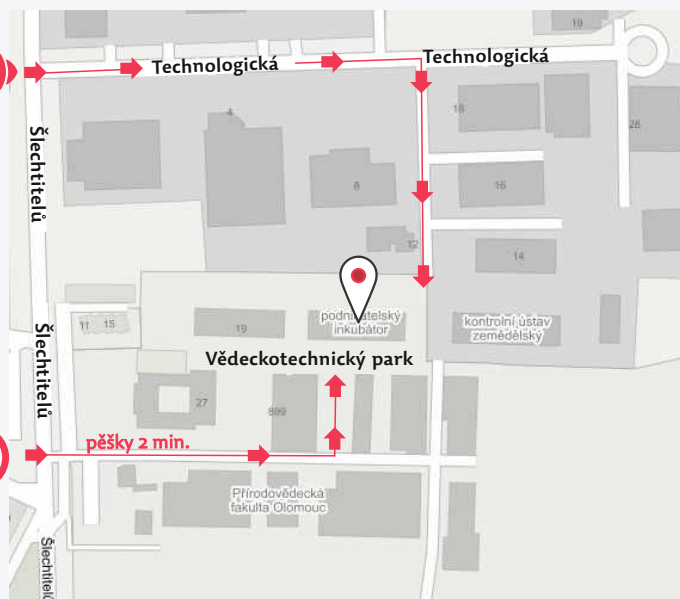 19
Technologická
Technologická
4
18
28
Šlechtitelů
8
16
12
14
podnikatelský
inkubátor
kontrolní ústav
zemědělský
11
15
19
Šlechtitelů
Vědeckotechnický park
27
899
pěšky 2 min.
Přírodovědecká
fakulta Olomouc
Šlechtitelů